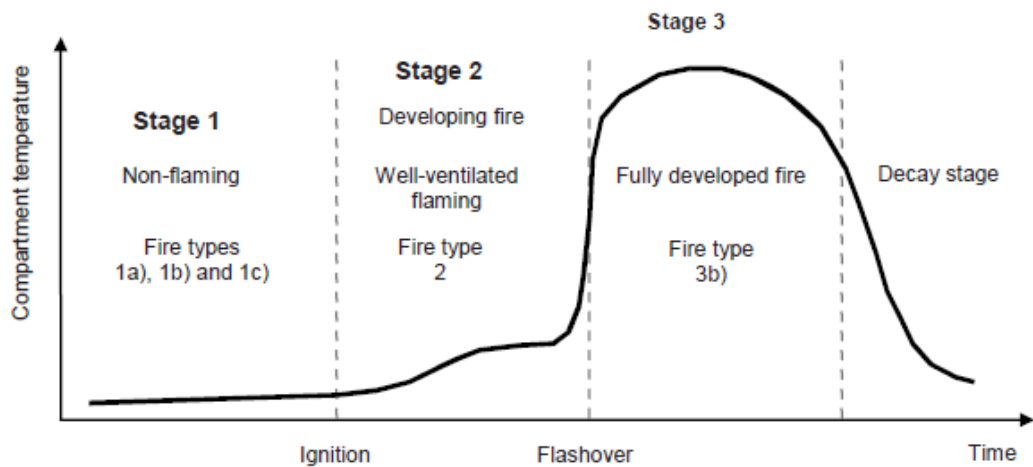 Stage 3
Stage 2
Stage 1
Developing fire
Non-flaming
Well-ventilated
flaming
Fully developed fire
Decay stage
Fire types
1a), 1b) and 1c)
Fire type
2
Fire type
3b)
Compartment temperature
Ignition
Flashover
Time